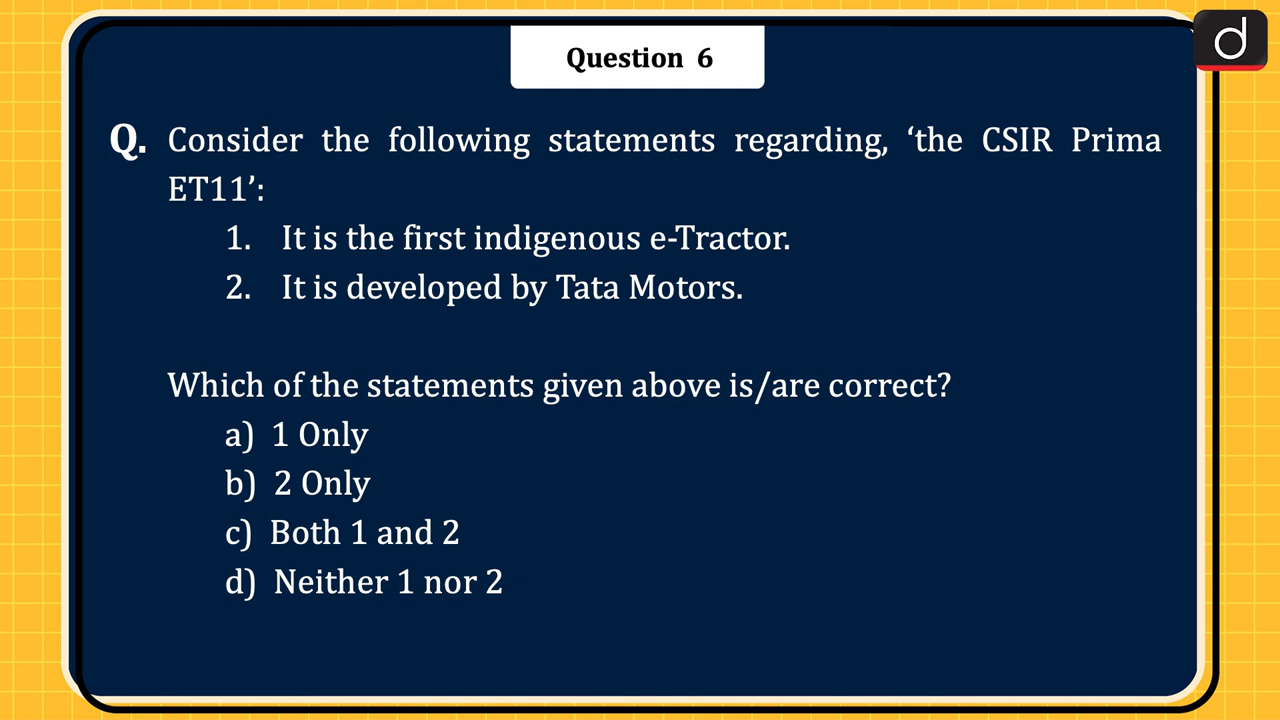 Question 6
d
Q. Consider the following statements regarding, ‘the CSIR Prima
ET11’:
1. It is the first indigenous e-Tractor.
2. It is developed by Tata Motors.
Which of the statements given above is/are correct?
a) 1 Only
b) 2 Only
c) Both 1 and 2
d) Neither 1 nor 2